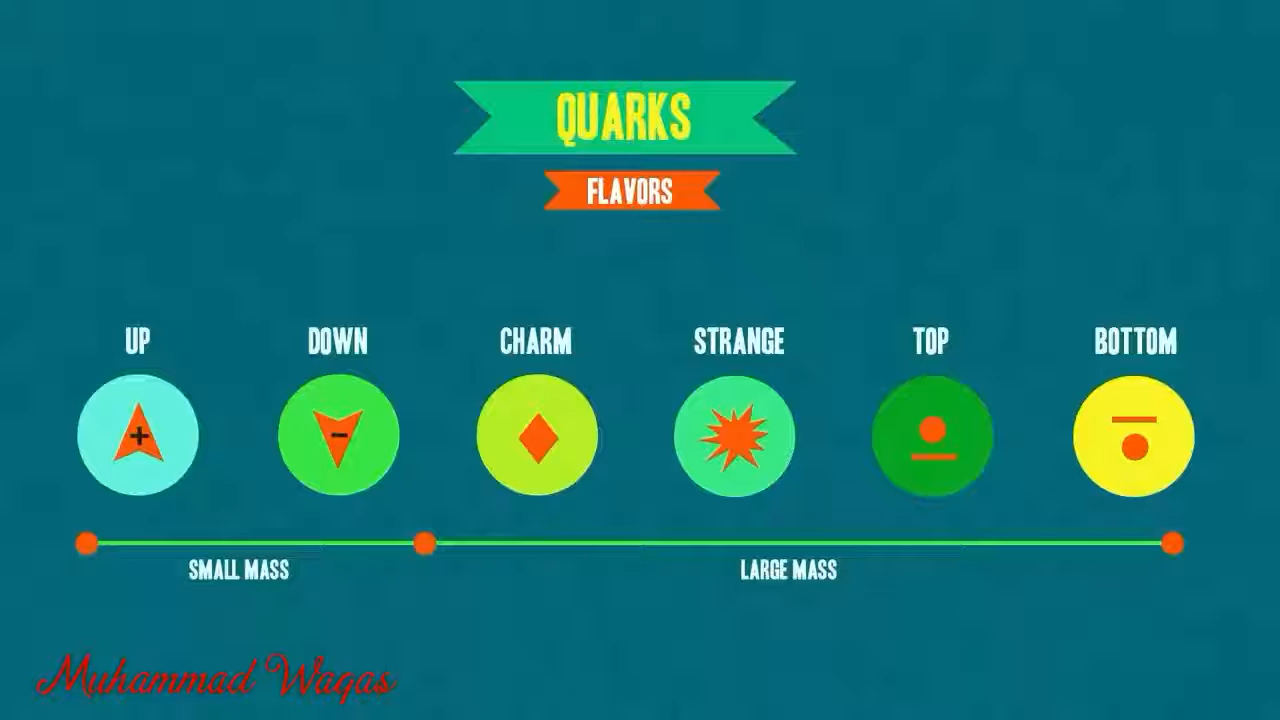 QUARKS
FLAVORS
UP DOWN CHARM STRANGE TOP BOTTOM
+ -
SMALL MASS LARGE MASS
Muhammad Waqas